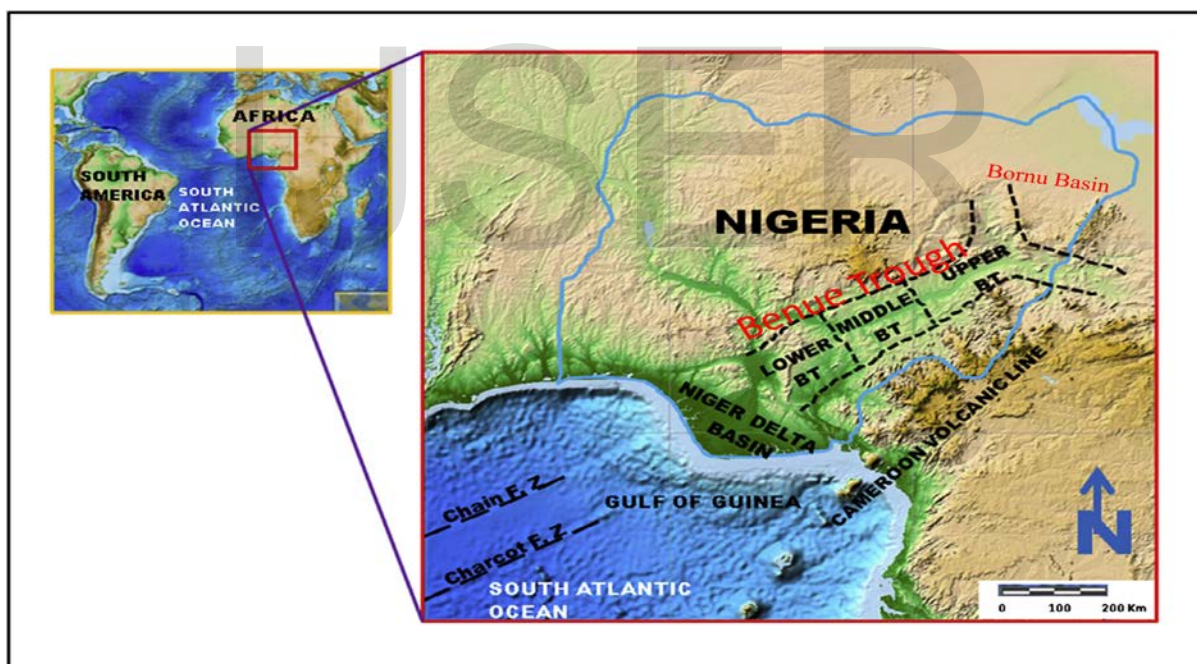 IJSER
AFRICA
SOUTH
AMERICA
SOUTH
ATLANTIC
OCEAN
Bornu Basin
NIGERIA
Benue Trough
UPPER
BT
MIDDLE
BT
LOWER
BT
NIGER DELTA
BASIN
CAMEROON VOLCANIC LINE
Chain F. Z
GULF OF GUINEA
Charcot F. Z
SOUTH ATLANTIC
OCEAN
N
0 100 200 Km